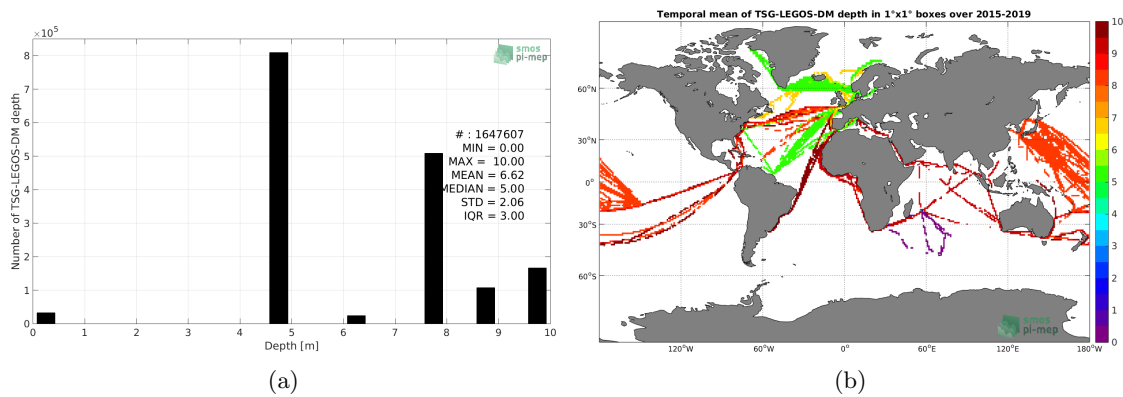 ×10⁵
8
7
6
5
4
3
2
1
0
Number of TSG-LEGOS-DM depth
smos
pi-mep
# : 1647607
MIN = 0.00
MAX = 10.00
MEAN = 6.62
MEDIAN = 5.00
STD = 2.06
IQR = 3.00
0 1 2 3 4 5 6 7 8 9 10
Depth [m]
(a)
Temporal mean of TSG-LEGOS-DM depth in 1°x1° boxes over 2015-2019
60°N
30°N
0°
30°S
60°S
120°W 60°W 0° 60°E 120°E 180°W
smos
pi-mep
10
9
8
7
6
5
4
3
2
1
0
(b)